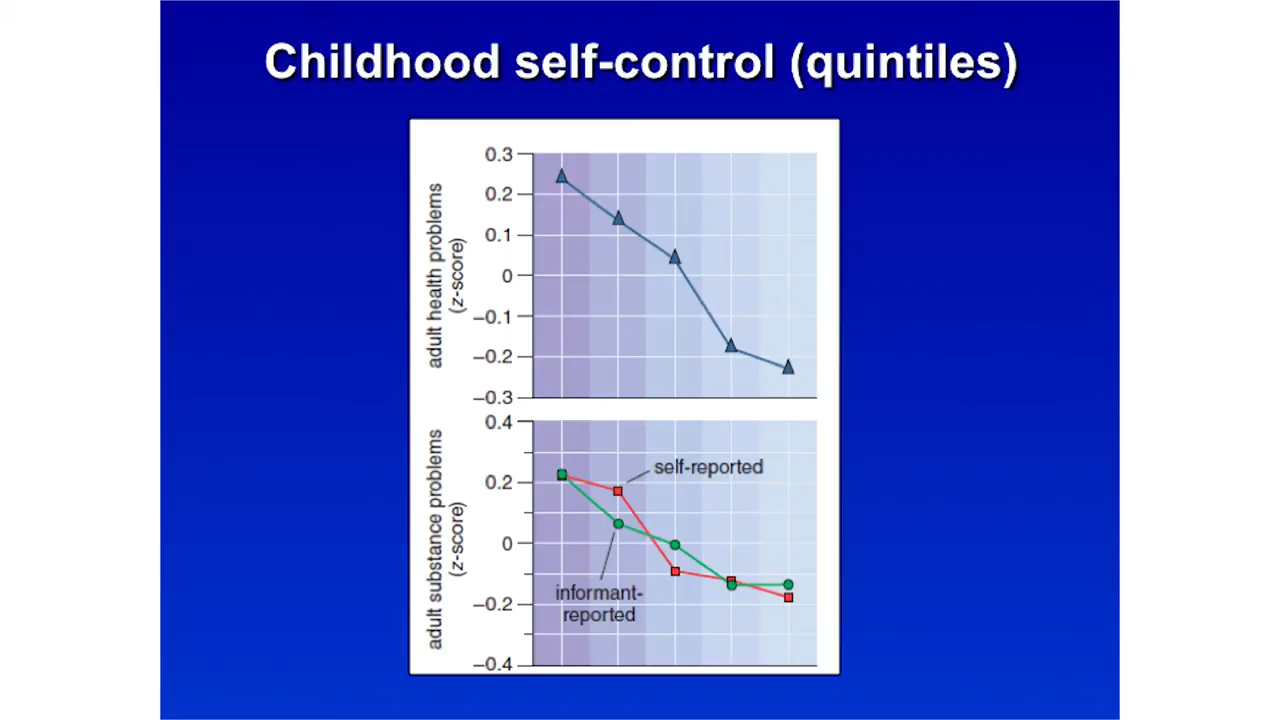 Childhood self-control (quintiles)
adult health problems
(z-score)
0.3
0.2
0.1
0
−0.1
−0.2
−0.3
adult substance problems
(z-score)
0.4
0.2
0
−0.2
−0.4
self-reported
informant-
reported